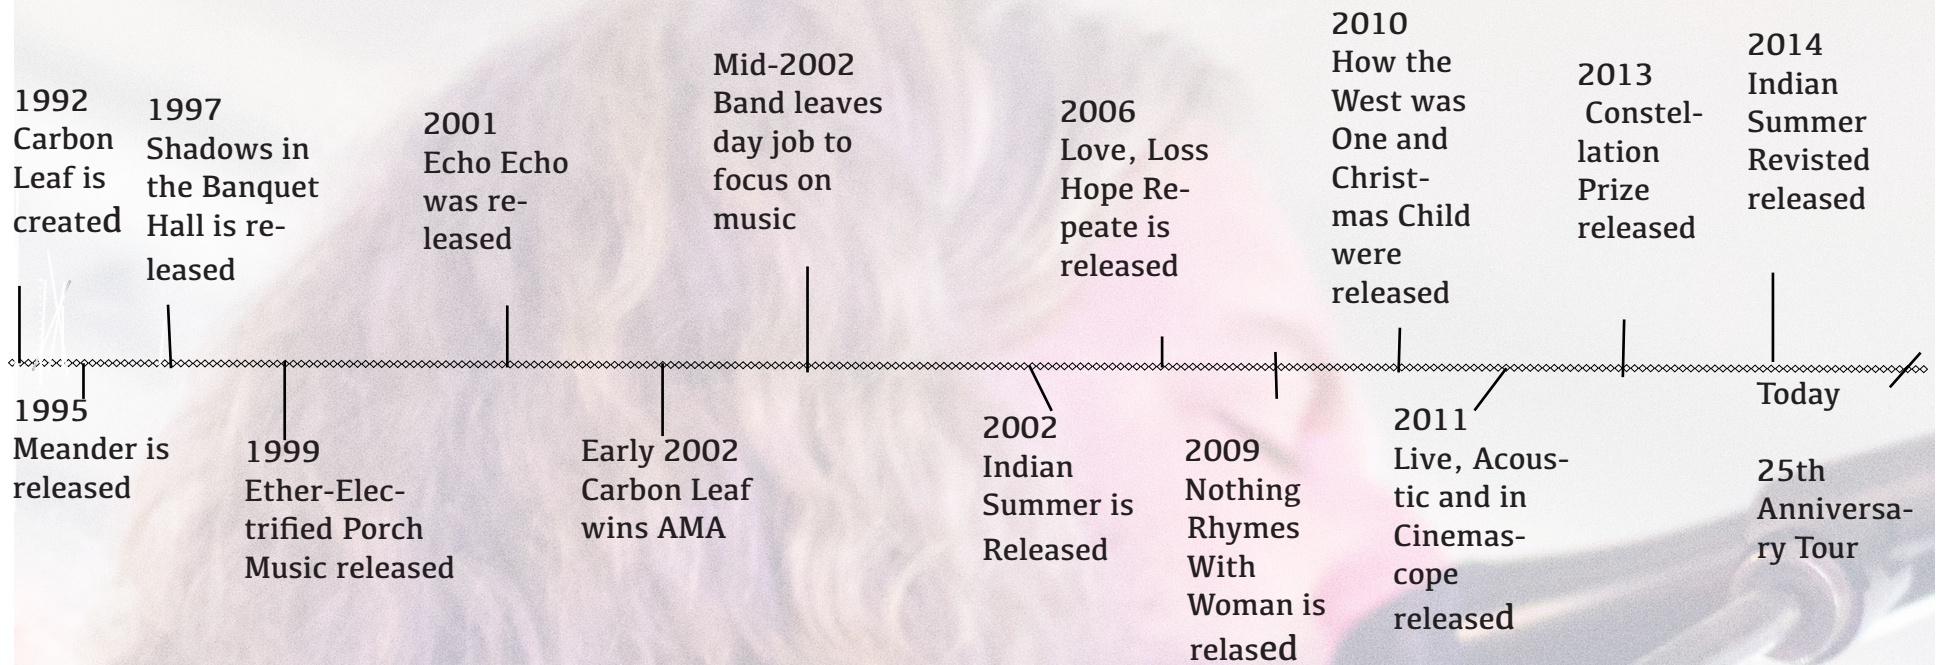 1992
Carbon
Leaf is
created
1995
Meander is
released
1997
Shadows in
the Banquet
Hall is re-
leased
1999
Ether-Elec-
trified Porch
Music released
2001
Echo Echo
was re-
leased
Early 2002
Carbon Leaf
wins AMA
Mid-2002
Band leaves
day job to
focus on
music
2002
Indian
Summer is
Released
2006
Love, Loss
Hope Re-
peate is
released
2009
Nothing
Rhymes
With
Woman is
relased
2010
How the
West was
One and
Christ-
mas Child
were
released
2011
Live, Acous-
tic and in
Cinemas-
cope
released
2013
Constel-
lation
Prize
released
2014
Indian
Summer
Revisted
released
Today
25th
Anniversa-
ry Tour